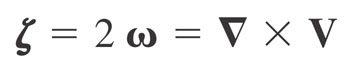 ζ = 2 ω = ∇ × V